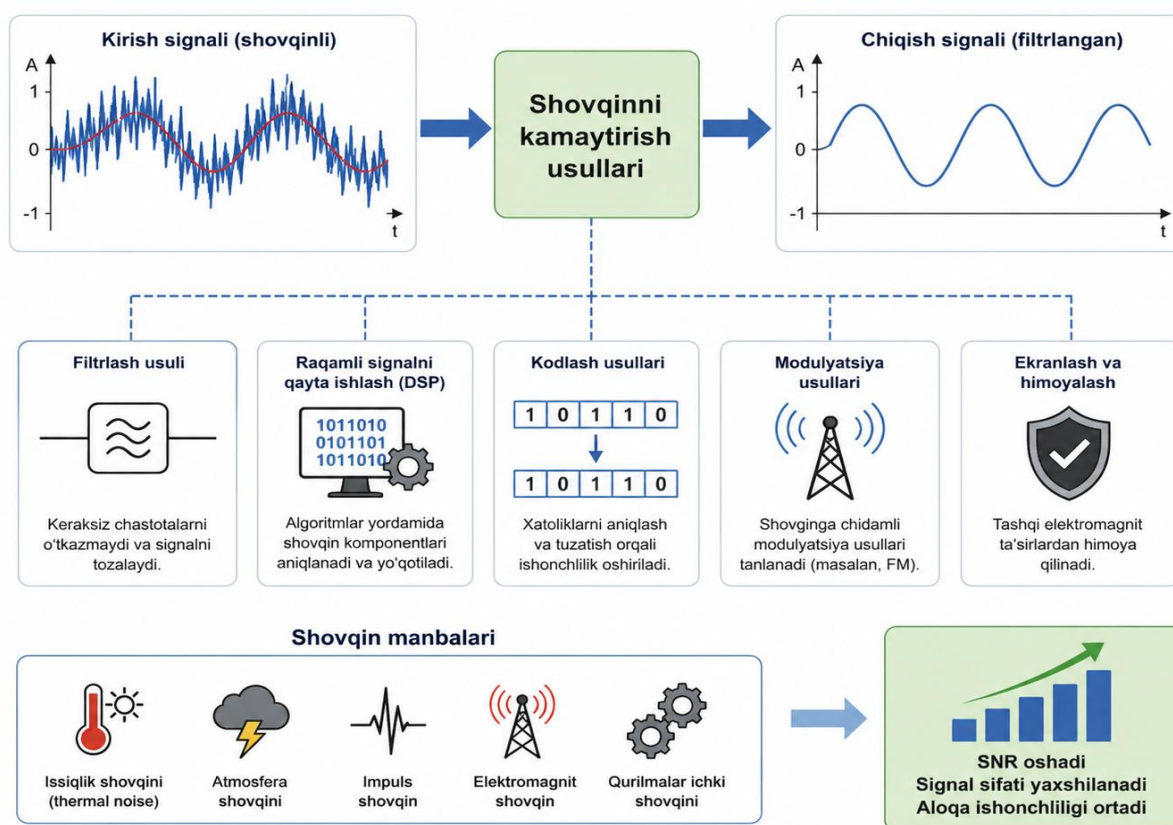 Kirish signali (shovqinli)
A
1
0
-1
t
Shovqinni
kamaytirish
usullari
Chiqish signali (filtrlangan)
A
1
0
-1
t
Filtrlash usuli
Keraksiz chastotalarni
o‘tkazmaydi va signalni
tozalaydi.
Raqamli signalni
qayta ishlash (DSP)
1011010
0101101
1011010
Algoritmlar yordamida
shovqin komponentlari
aniqlanadi va yo‘qotiladi.
Kodlash usullari
1 0 1 1 0
1 0 1 1 0
Xatoliklarni aniqlash
va tuzatish orqali
ishonchlilik oshiriladi.
Modulyatsiya
usullari
Shovginga chidamli
modulyatsiya usullari
tanlanadi (masalan, FM).
Ekranlash va
himoyalash
Tashqi elektromagnit
ta‘sirlardan himoya
qilinadi.
Shovqin manbalari
Issiqlik shovqini
(thermal noise)
Atmosfera
shovqini
Impuls
shovqin
Elektromagnit
shovqin
Qurilmalar ichki
shovqini
SNR oshadi
Signal sifati yaxshilanadi
Aloqa ishonchliligi ortadi